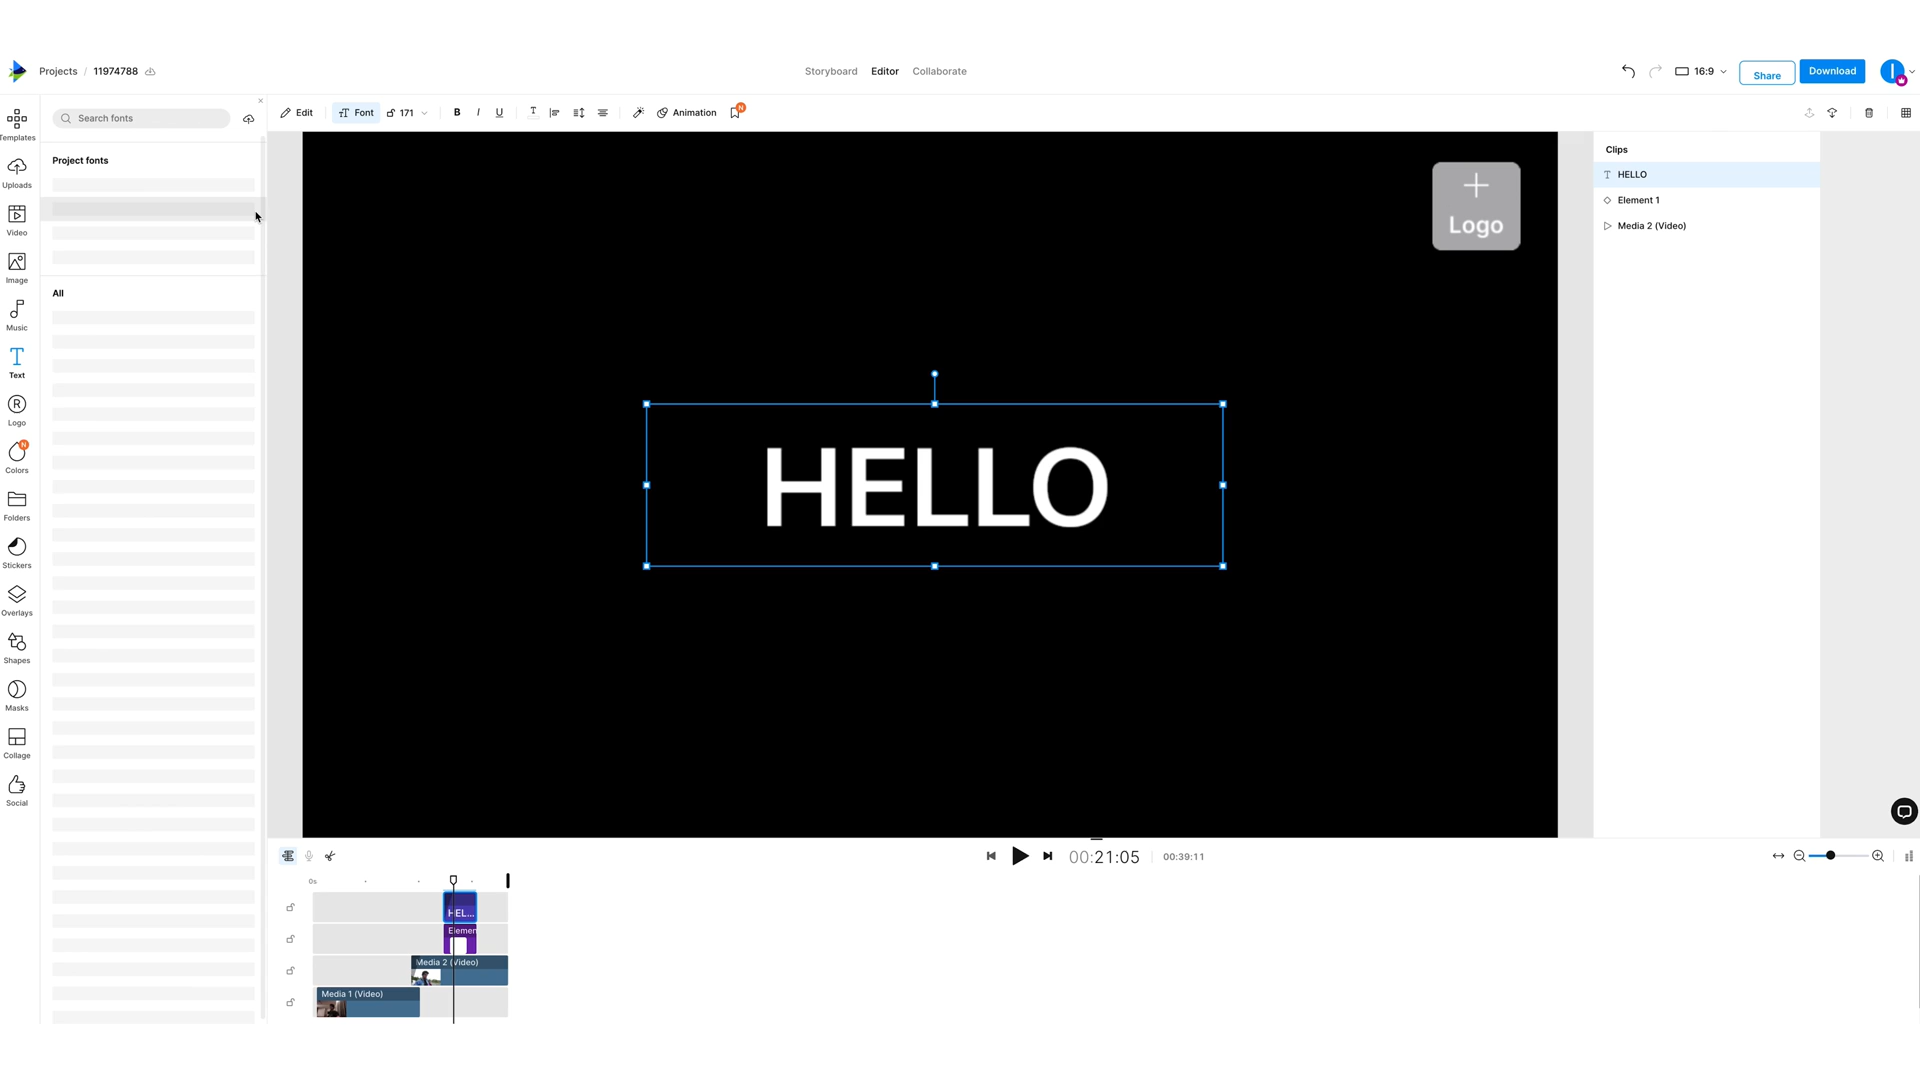 Projects / 11974788
Storyboard Editor Collaborate
16:9
Share
Download
Templates
Uploads
Video
Image
Music
Text
Logo
Colors
N
Folders
Stickers
Overlays
Shapes
Masks
Collage
Social
Search fonts
Project fonts
All
Edit Font 171 B I U T Animation N
Logo
HELLO
Clips
HELLO
Element 1
Media 2 (Video)
00:21:05 00:39:11
0s
HEL...
Elemen
Media 2 (Video)
Media 1 (Video)